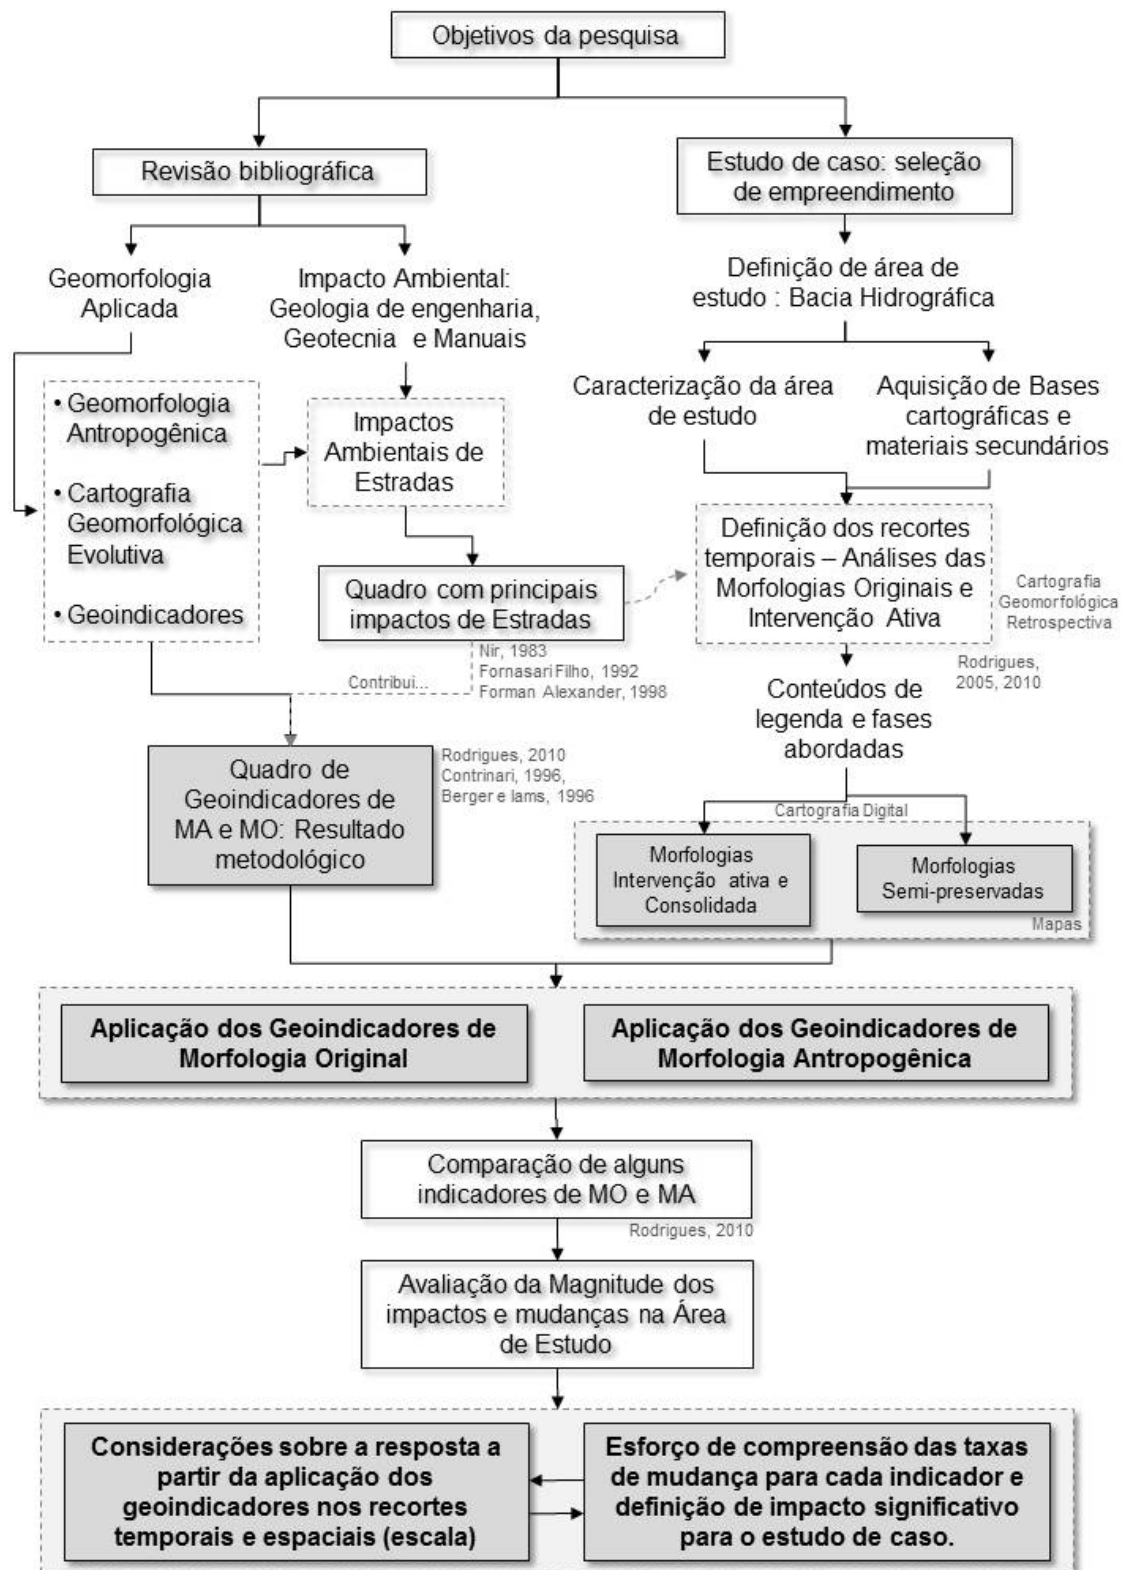 Objetivos da pesquisa
Revisão bibliográfica
Estudo de caso: seleção
de empreendimento
Geomorfologia
Aplicada
Impacto Ambiental:
Geologia de engenharia,
Geotecnia e Manuais
Definição de área de
estudo : Bacia Hidrográfica
• Geomorfologia
Antropogênica
• Cartografia
Geomorfológica
Evolutiva
• Geoindicadores
Impactos
Ambientais de
Estradas
Caracterização da área
de estudo
Aquisição de Bases
cartográficas e
materiais secundários
Quadro com principais
impactos de Estradas
Definição dos recortes
temporais – Análises das
Morfologias Originais e
Intervenção Ativa
Cartografia
Geomorfológica
Retrospectiva
Nir, 1983
Fornasari Filho, 1992
Forman Alexander, 1998
Contribui...
Rodrigues,
2005, 2010
Conteúdos de
legenda e fases
abordadas
Quadro de
Geoindicadores de
MA e MO: Resultado
metodológico
Rodrigues, 2010
Contrinari, 1996,
Berger e Iams, 1996
Cartografia Digital
Morfologias
Intervenção ativa e
Consolidada
Morfologias
Semi-preservadas
Mapas
Aplicação dos Geoindicadores de
Morfologia Original
Aplicação dos Geoindicadores de
Morfologia Antropogênica
Comparação de alguns
indicadores de MO e MA
Rodrigues, 2010
Avaliação da Magnitude dos
impactos e mudanças na Área
de Estudo
Considerações sobre a resposta a
partir da aplicação dos
geoindicadores nos recortes
temporais e espaciais (escala)
Esforço de compreensão das taxas
de mudança para cada indicador e
definição de impacto significativo
para o estudo de caso.